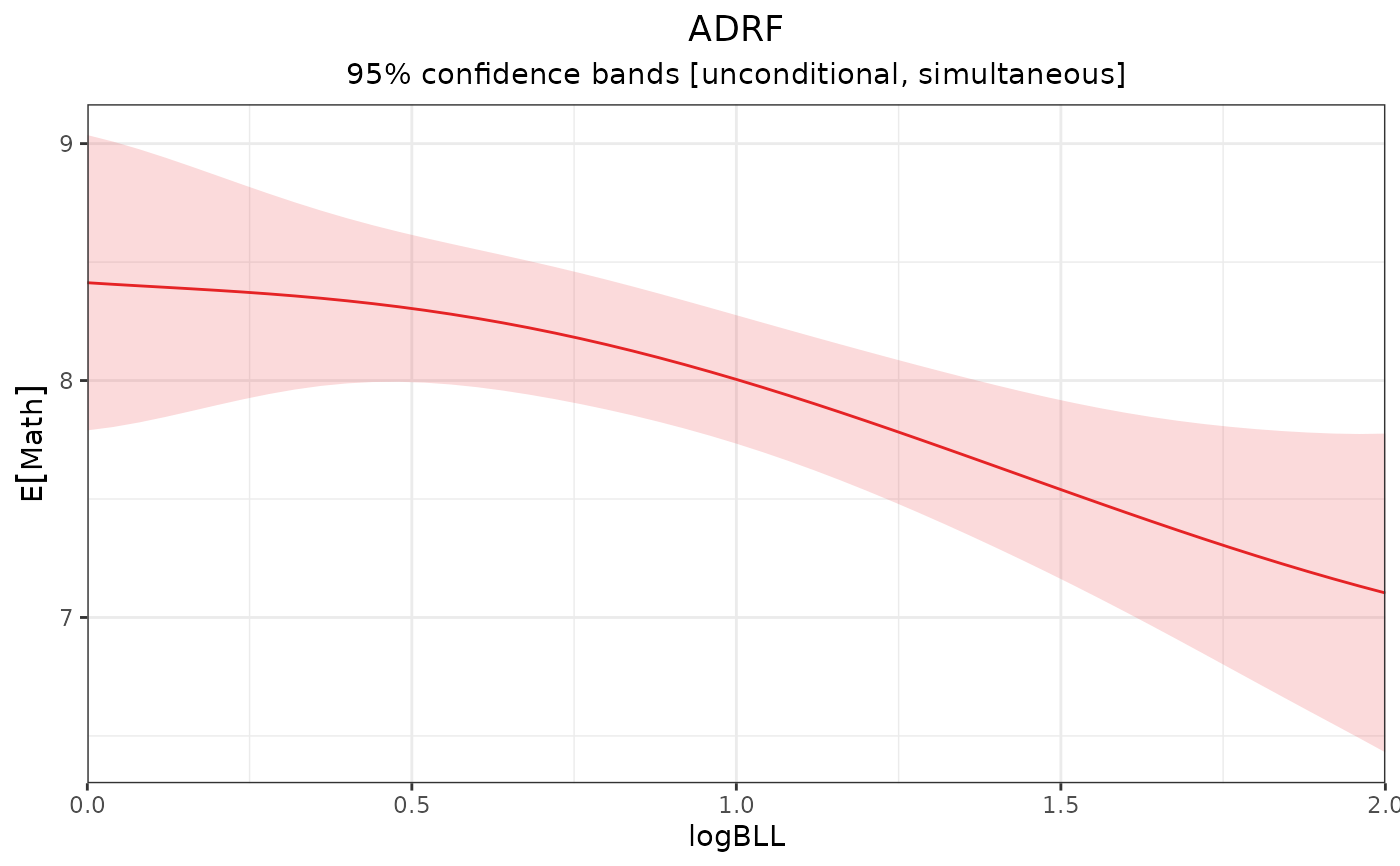 ADRF
95% confidence bands [unconditional, simultaneous]
9
8
7
E[Math]
0.0 0.5 1.0 1.5 2.0
logBLL